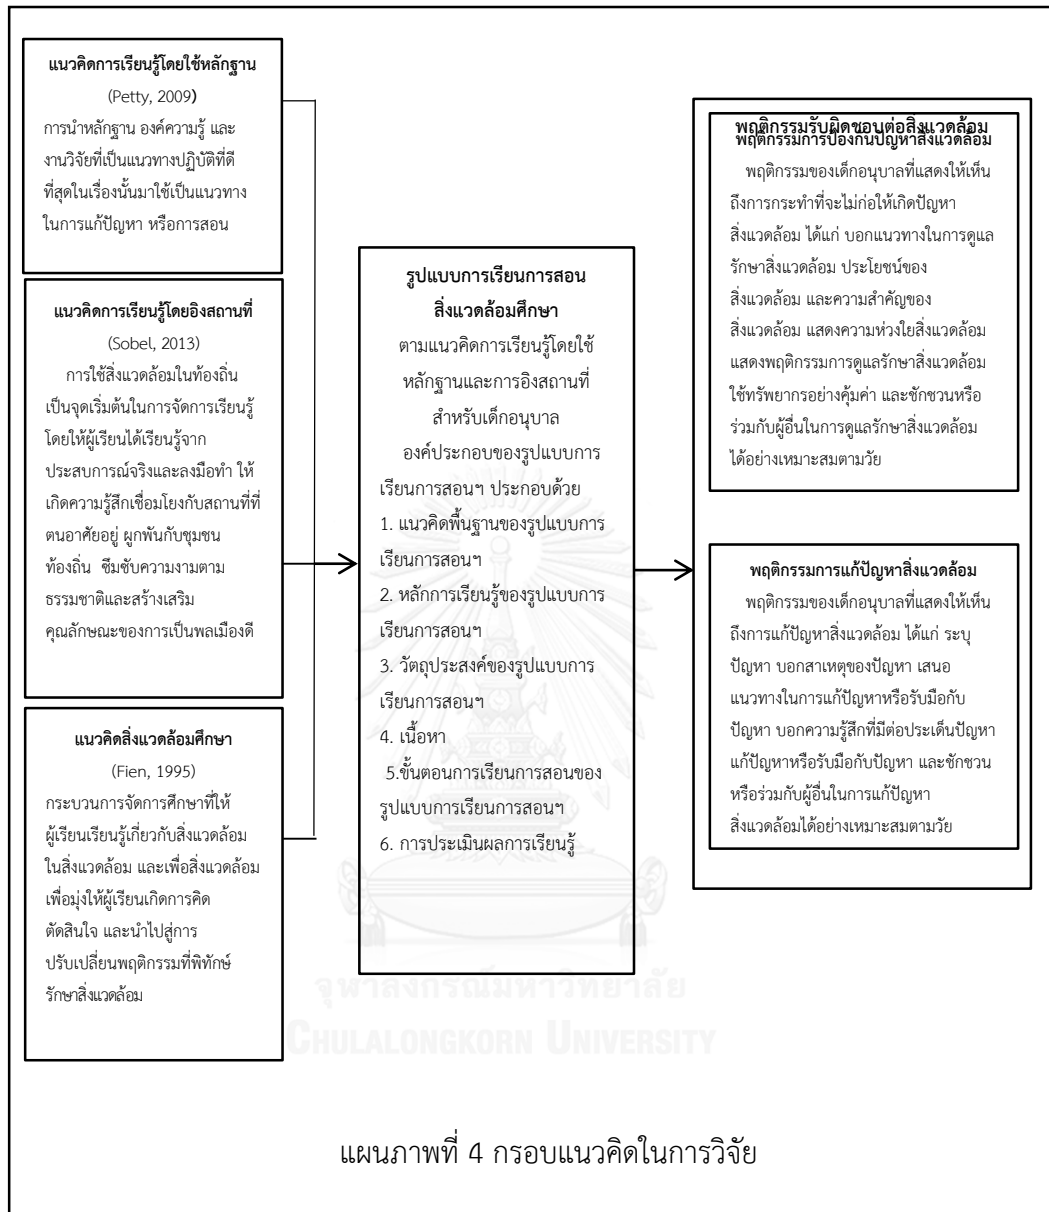 แนวคิดการเรียนรู้โดยใช้หลักฐาน
(Petty, 2009)
การนำหลักฐาน องค์ความรู้ และ
งานวิจัยที่เป็นแนวทางปฏิบัติที่ดี
ที่สุดในเรื่องนั้นมาใช้เป็นแนวทาง
ในการแก้ปัญหา หรือการสอน
แนวคิดการเรียนรู้โดยอิงสถานที่
(Sobel, 2013)
การใช้สิ่งแวดล้อมในท้องถิ่น
เป็นจุดเริ่มต้นในการจัดการเรียนรู้
โดยให้ผู้เรียนได้เรียนรู้จาก
ประสบการณ์จริงและลงมือทำ ให้
เกิดความรู้สึกเชื่อมโยงกับสถานที่ที่
ตนอาศัยอยู่ ผูกพันกับชุมชน
ท้องถิ่น ซึมซับความงามตาม
ธรรมชาติและสร้างเสริม
คุณลักษณะของการเป็นพลเมืองดี
แนวคิดสิ่งแวดล้อมศึกษา
(Fien, 1995)
กระบวนการจัดการศึกษาที่ให้
ผู้เรียนเรียนรู้เกี่ยวกับสิ่งแวดล้อม
ในสิ่งแวดล้อม และเพื่อสิ่งแวดล้อม
เพื่อมุ่งให้ผู้เรียนเกิดการคิด
ตัดสินใจ และนำไปสู่การ
ปรับเปลี่ยนพฤติกรรมที่พิทักษ์
รักษาสิ่งแวดล้อม
รูปแบบการเรียนการสอน
สิ่งแวดล้อมศึกษา
ตามแนวคิดการเรียนรู้โดยใช้
หลักฐานและการอิงสถานที่
สำหรับเด็กอนุบาล
องค์ประกอบของรูปแบบการ
เรียนการสอนฯ ประกอบด้วย
1. แนวคิดพื้นฐานของรูปแบบการ
เรียนการสอนฯ
2. หลักการเรียนรู้ของรูปแบบการ
เรียนการสอนฯ
3. วัตถุประสงค์ของรูปแบบการ
เรียนการสอนฯ
4. เนื้อหา
5.ขั้นตอนการเรียนการสอนของ
รูปแบบการเรียนการสอนฯ
6. การประเมินผลการเรียนรู้
พฤติกรรมรับผิดชอบต่อสิ่งแวดล้อม
พฤติกรรมการป้องกันปัญหาสิ่งแวดล้อม
พฤติกรรมของเด็กอนุบาลที่แสดงให้เห็น
ถึงการกระทำที่จะไม่ก่อให้เกิดปัญหา
สิ่งแวดล้อม ได้แก่ บอกแนวทางในการดูแล
รักษาสิ่งแวดล้อม ประโยชน์ของ
สิ่งแวดล้อม และความสำคัญของ
สิ่งแวดล้อม แสดงความห่วงใยสิ่งแวดล้อม
แสดงพฤติกรรมการดูแลรักษาสิ่งแวดล้อม
ใช้ทรัพยากรอย่างคุ้มค่า และชักชวนหรือ
ร่วมกับผู้อื่นในการดูแลรักษาสิ่งแวดล้อม
ได้อย่างเหมาะสมตามวัย
พฤติกรรมการแก้ปัญหาสิ่งแวดล้อม
พฤติกรรมของเด็กอนุบาลที่แสดงให้เห็น
ถึงการแก้ปัญหาสิ่งแวดล้อม ได้แก่ ระบุ
ปัญหา บอกสาเหตุของปัญหา เสนอ
แนวทางในการแก้ปัญหาหรือรับมือกับ
ปัญหา บอกความรู้สึกที่มีต่อประเด็นปัญหา
แก้ปัญหาหรือรับมือกับปัญหา และชักชวน
หรือร่วมกับผู้อื่นในการแก้ปัญหา
สิ่งแวดล้อมได้อย่างเหมาะสมตามวัย
จุฬาลงกรณ์มหาวิทยาลัย
CHULALONGKORN UNIVERSITY
แผนภาพที่ 4 กรอบแนวคิดในการวิจัย